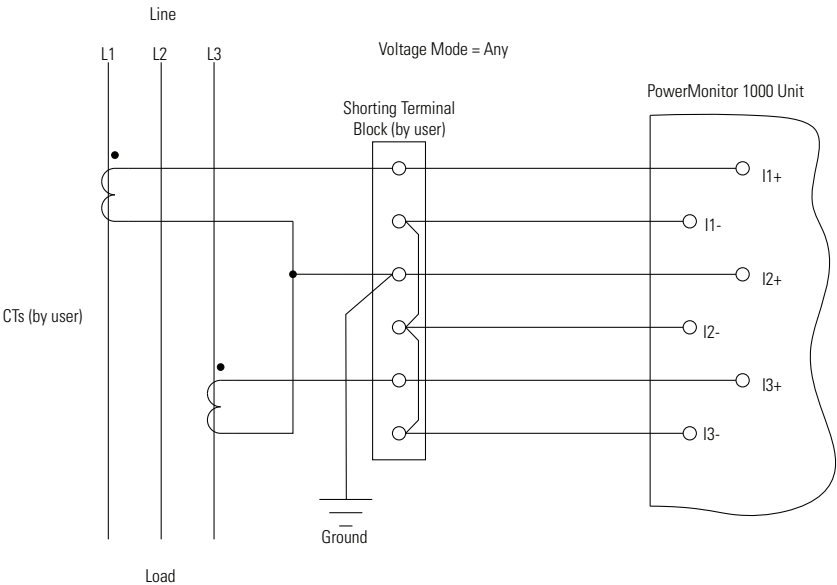 Line
L1
L2
L3
Voltage Mode = Any
PowerMonitor 1000 Unit
Shorting Terminal
Block (by user)
I1+
I1-
I2+
CTs (by user)
I2-
I3+
I3-
Ground
Load